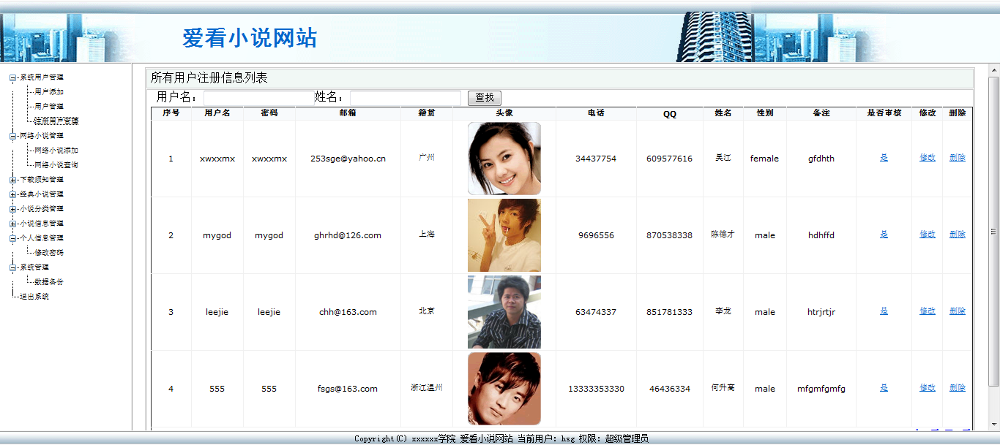 爱看小说网站
系统用户管理
用户添加
用户管理
注册用户管理
网络小说管理
网络小说添加
网络小说查询
下载须知管理
经典小说管理
小说分类管理
小说信息管理
个人信息管理
修改密码
系统管理
数据备份
退出系统
所有用户注册信息列表
用户名： 姓名： 查找
序号 用户名 密码 邮箱 籍贯 头像 电话 QQ 姓名 性别 备注 是否审核 修改 删除
1 xwxxmx xwxxmx 253sge@yahoo.cn 广州 34437754 609577616 吴江 female gfdhth 是 修改 删除
2 mygod mygod ghrhd@126.com 上海 9696556 870538338 陈德才 male hdhffd 是 修改 删除
3 leejie leejie chh@163.com 北京 63474337 851781333 李龙 male htrjrtjr 是 修改 删除
4 555 555 fsgs@163.com 浙江温州 13333353330 46436334 何升高 male mfgmfgmfg 是 修改 删除
Copyright(C) xxxxxx学院 爱看小说网站 当前用户：hsg 权限：超级管理员